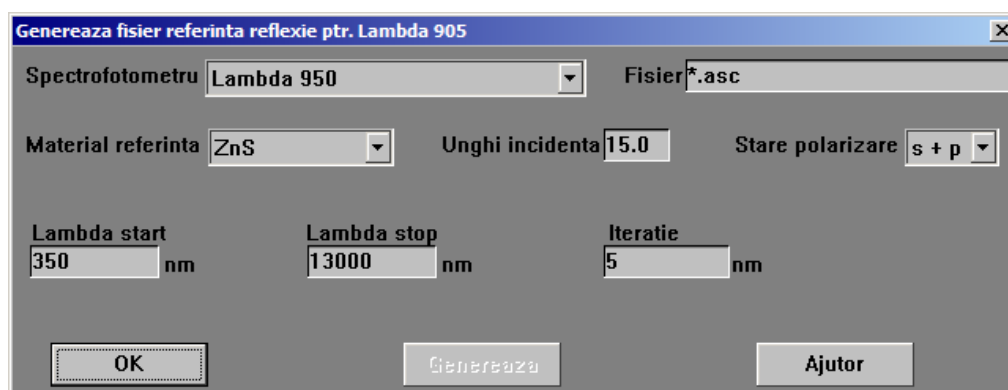 Genereaza fisier referinta reflexie ptr. Lambda 905
Spectrofotometru Lambda 950 Fisier *.asc
Material referinta ZnS Unghi incidenta 15.0 Stare polarizare s + p
Lambda start Lambda stop Iteratie
350 nm 13000 nm 5 nm
OK Genereaza Ajutor